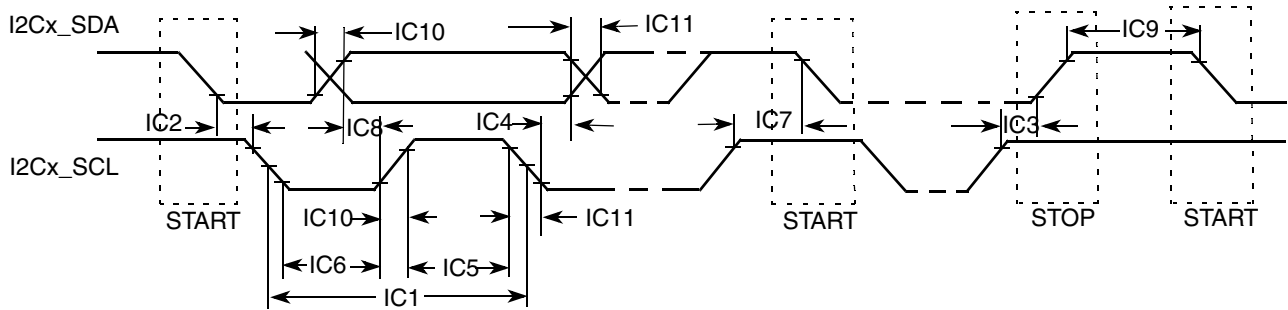 I2Cx_SDA
IC10
IC11
IC9
IC2
IC8
IC4
IC7
IC3
I2Cx_SCL
START
IC10
IC11
START
STOP
START
IC6
IC5
IC1